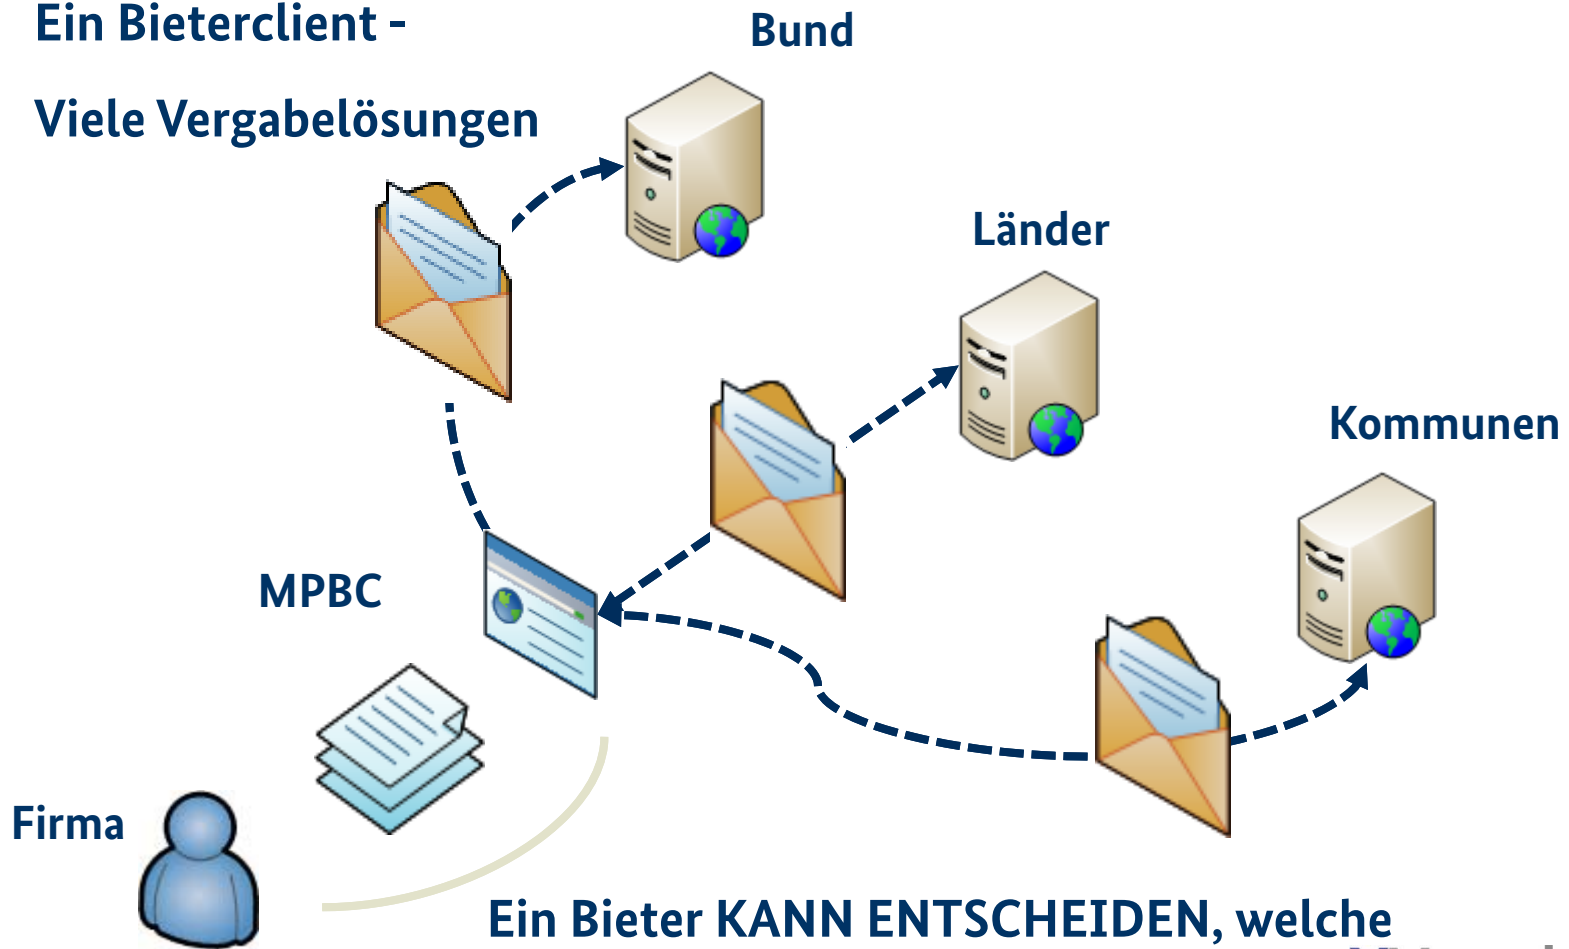 Ein Bieterclient -
Bund
Viele Vergabelösungen
Länder
Kommunen
MPBC
Firma
Ein Bieter KANN ENTSCHEIDEN, welche